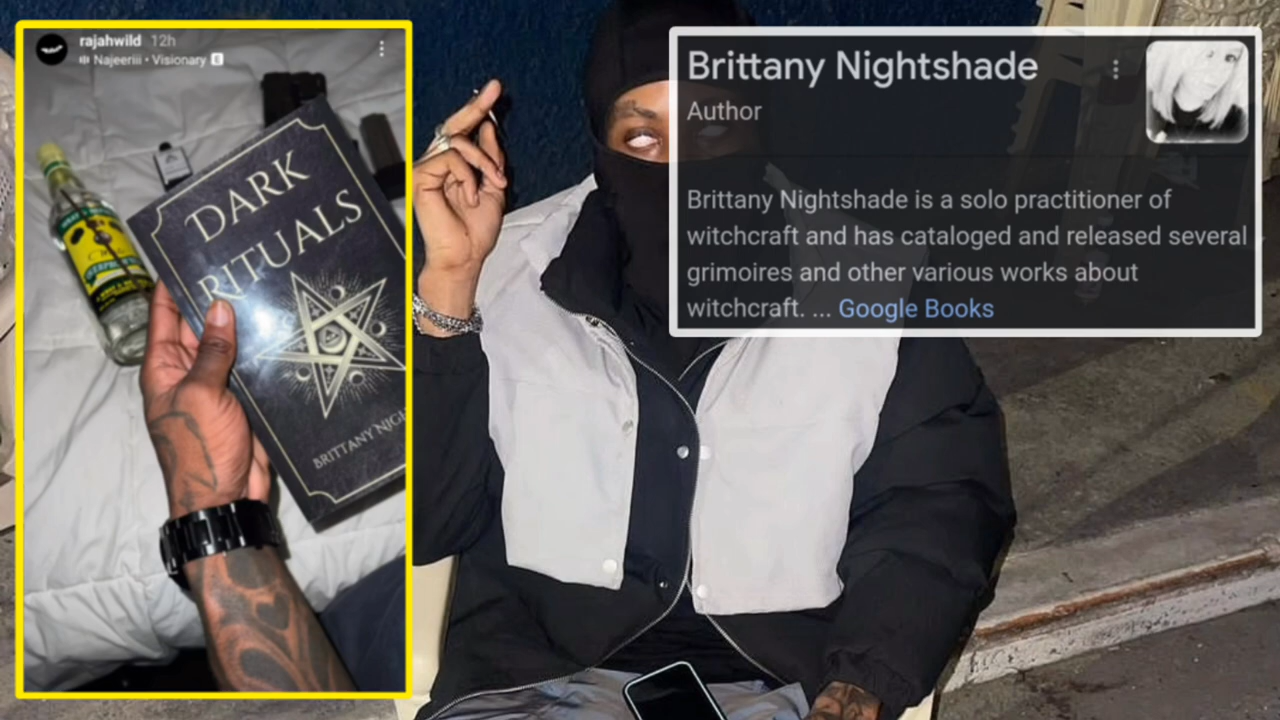 rajahwild 12h
Najeeriii • Visionary E
DARK
RITUALS
BRITTANY
Brittany Nightshade
Author
Brittany Nightshade is a solo practitioner of
witchcraft and has cataloged and released several
grimoires and other various works about
witchcraft. ... Google Books